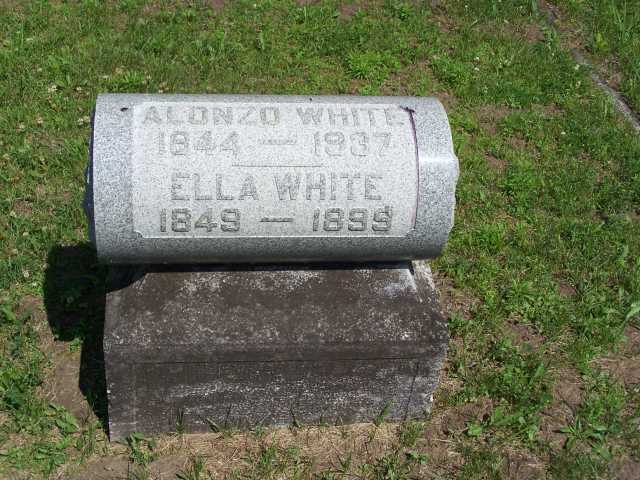 ALONZO WHITE
1844 — 1937
ELLA WHITE
1849 — 1899